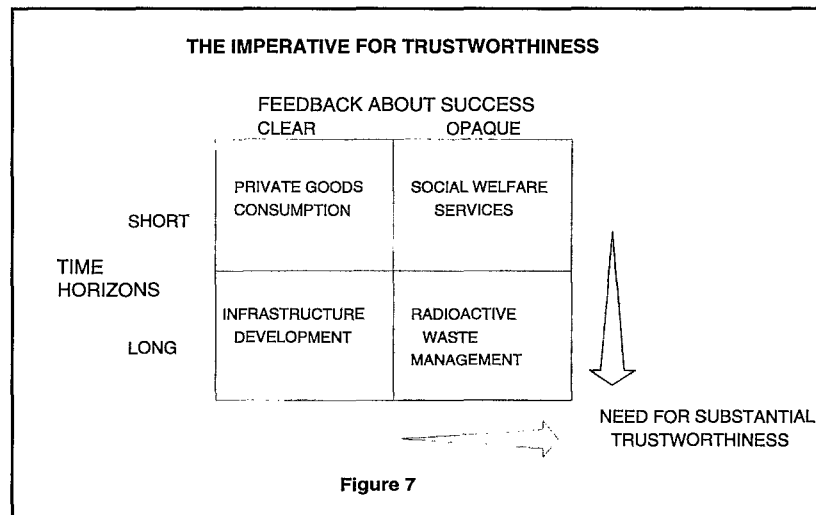 THE IMPERATIVE FOR TRUSTWORTHINESS
FEEDBACK ABOUT SUCCESS
CLEAR OPAQUE
PRIVATE GOODS
CONSUMPTION
SOCIAL WELFARE
SERVICES
SHORT
TIME
HORIZONS
INFRASTRUCTURE
DEVELOPMENT
RADIOACTIVE
WASTE
MANAGEMENT
LONG
NEED FOR SUBSTANTIAL
TRUSTWORTHINESS
Figure 7